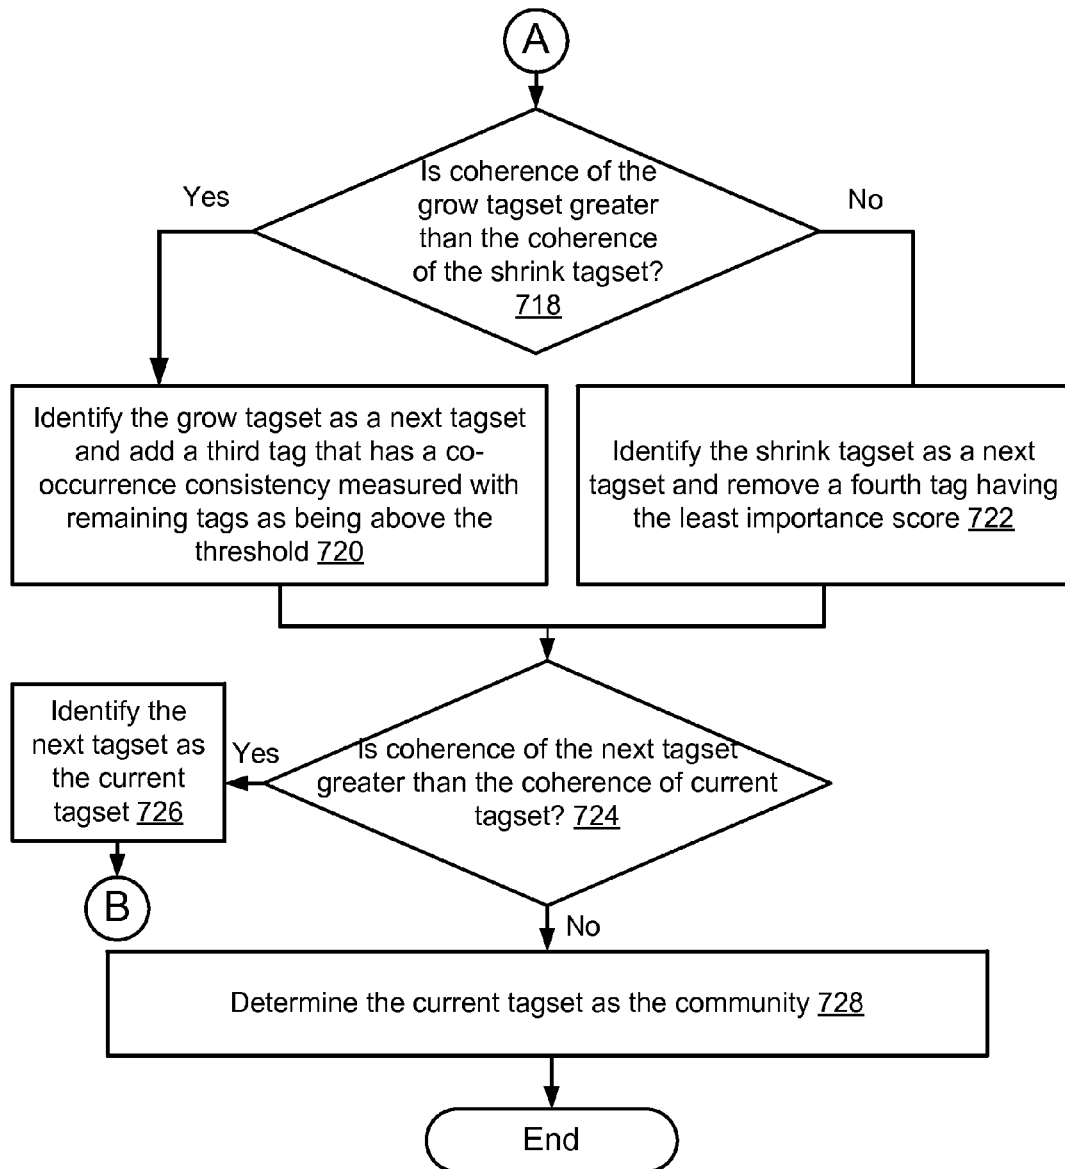 A
Is coherence of the
grow tagset greater
than the coherence
of the shrink tagset?
718
Yes
No
Identify the grow tagset as a next tagset
and add a third tag that has a co-
occurrence consistency measured with
remaining tags as being above the
threshold 720
Identify the shrink tagset as a next
tagset and remove a fourth tag having
the least importance score 722
Identify the
next tagset as
the current
tagset 726
Yes
Is coherence of the next tagset
greater than the coherence of current
tagset? 724
B
No
Determine the current tagset as the community 728
End